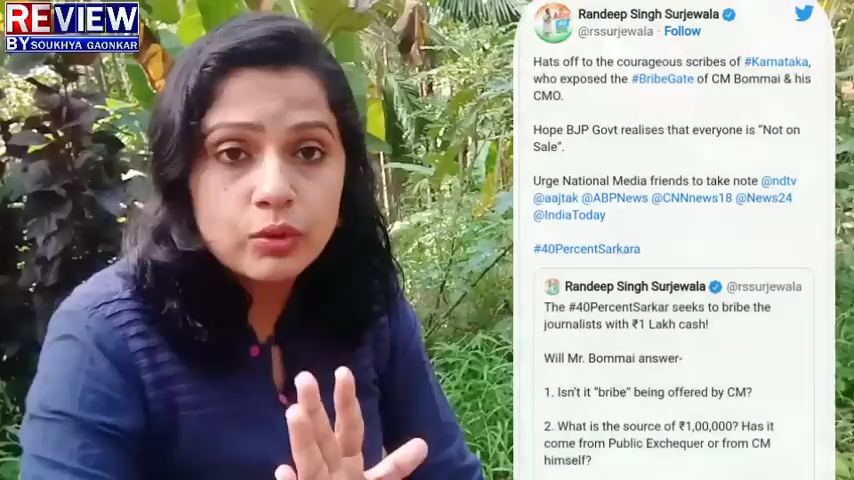 REVIEW
BY SOUKHYA GAONKAR
Randeep Singh Surjewala
@rssurjewala · Follow
Hats off to the courageous scribes of #Karnataka,
who exposed the #BribeGate of CM Bommai & his
CMO.
Hope BJP Govt realises that everyone is “Not on
Sale”.
Urge National Media friends to take note @ndtv
@aajtak @ABPNews @CNNnews18 @News24
@IndiaToday
#40PercentSarkara
Randeep Singh Surjewala @rssurjewala
The #40PercentSarkar seeks to bribe the
journalists with ₹1 Lakh cash!
Will Mr. Bommai answer-
1. Isn’t it “bribe” being offered by CM?
2. What is the source of ₹1,00,000? Has it
come from Public Exchequer or from CM
himself?